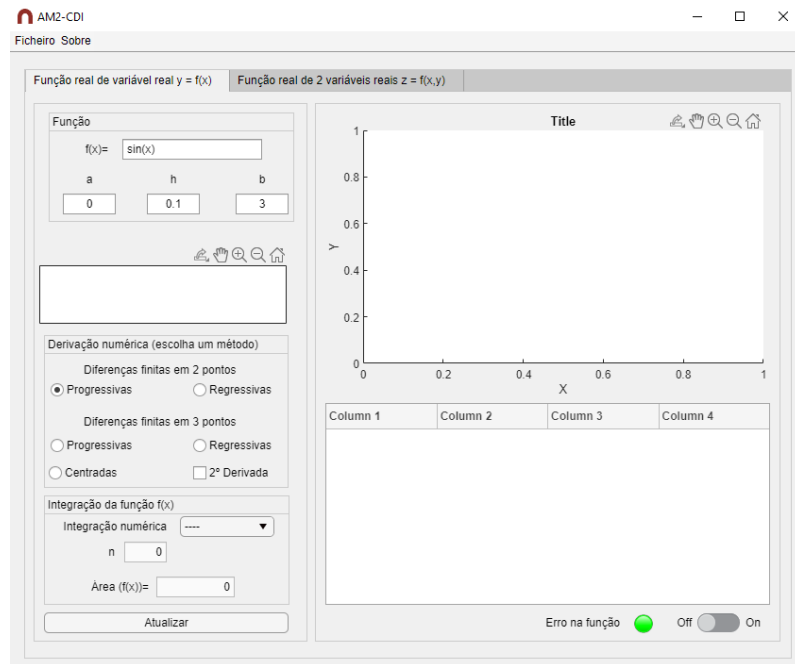 AM2-CDI
Ficheiro Sobre
Função real de variável real y = f(x) Função real de 2 variáveis reais z = f(x,y)
Função
f(x)= sin(x)
a h b
0 0.1 3
Derivação numérica (escolha um método)
Diferenças finitas em 2 pontos
Progressivas Regressivas
Diferenças finitas em 3 pontos
Progressivas Regressivas
Centradas 2º Derivada
Integração da função f(x)
Integração numérica ----
n 0
Área (f(x))= 0
Atualizar
Title
1
0.8
0.6
Y
0.4
0.2
0
0 0.2 0.4 0.6 0.8 1
X
Column 1 Column 2 Column 3 Column 4
Erro na função Off On